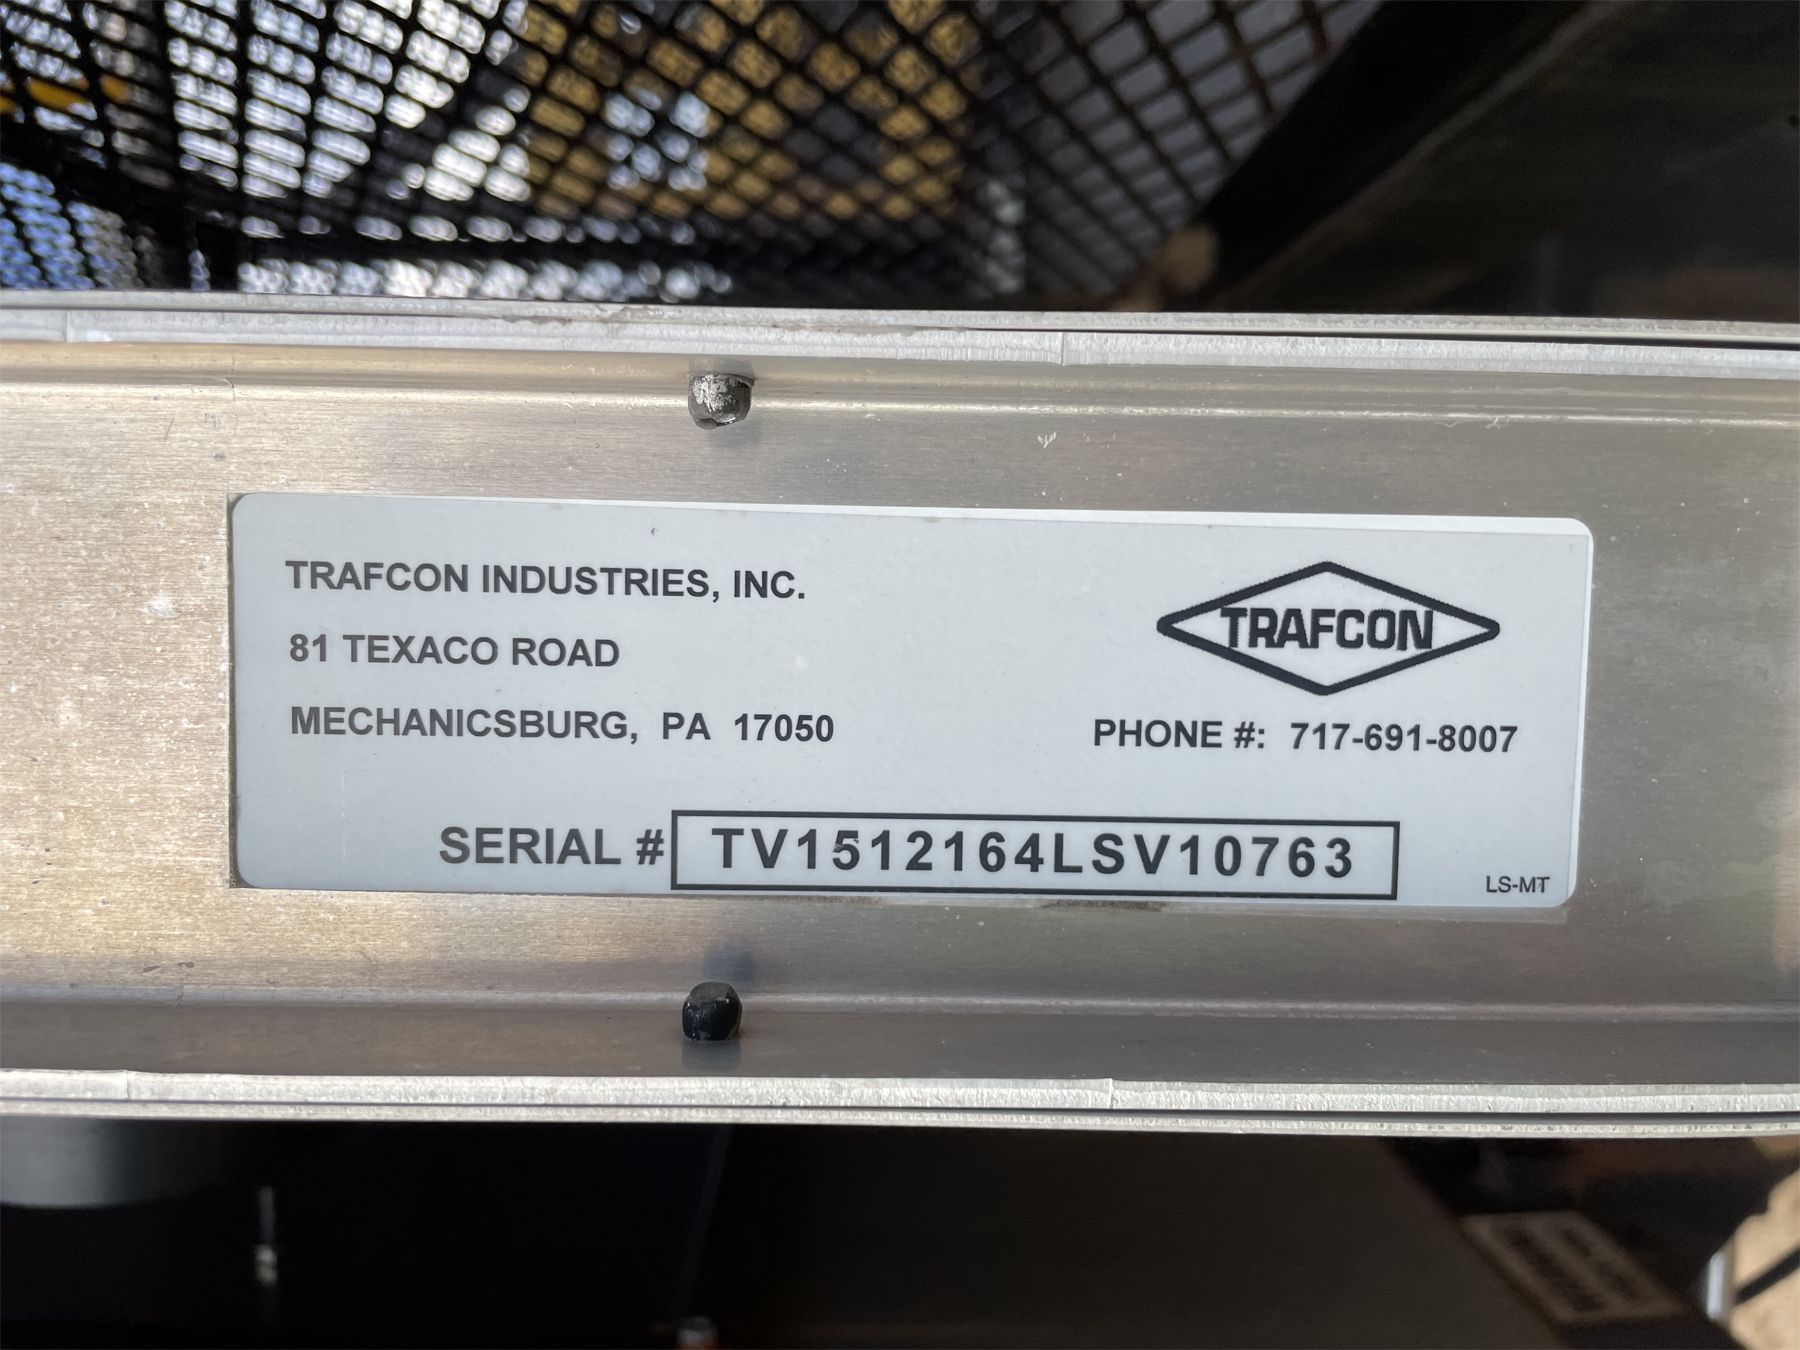 TRAFCON INDUSTRIES, INC.
81 TEXACO ROAD
MECHANICSBURG, PA 17050
TRAFCON
PHONE #: 717-691-8007
SERIAL # TV1512164LSV10763
LS-MT